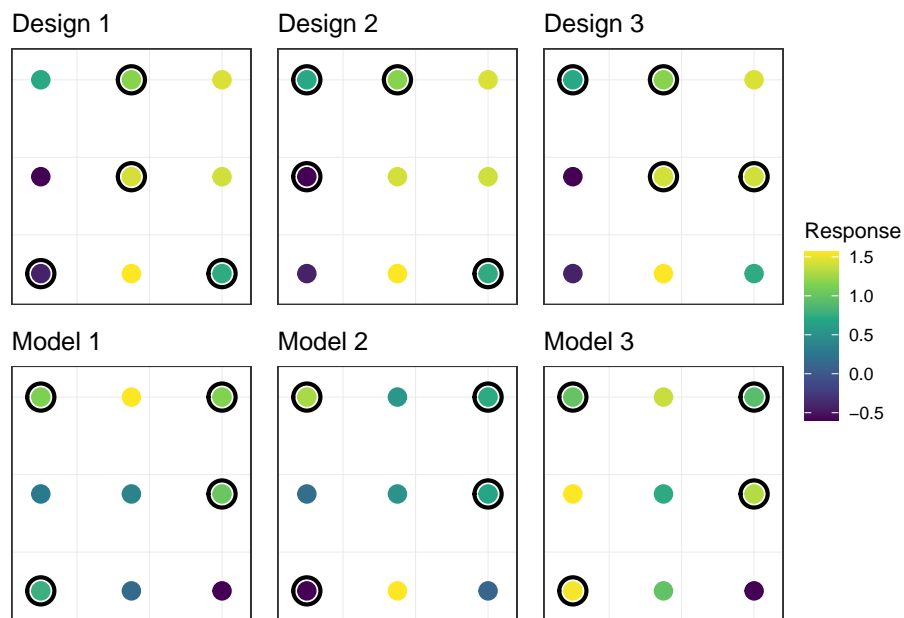 Design 1
Design 2
Design 3
Response
1.5
1.0
0.5
0.0
−0.5
Model 1
Model 2
Model 3